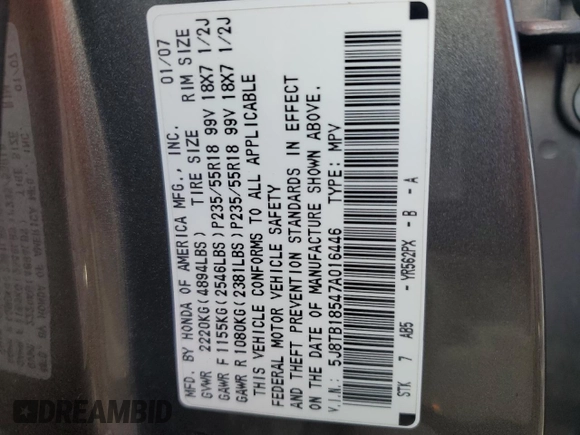 MFD. BY HONDA OF AMERICA MFG., INC. 01/07
GVWR 2220KG(4894LBS) TIRE SIZE RIM SIZE
GAWR F 1155KG(2546LBS)P235/55R18 99V 18X7 1/2J
GAWR R 1080KG(2381LBS)P235/55R18 99V 18X7 1/2J
THIS VEHICLE CONFORMS TO ALL APPLICABLE
FEDERAL MOTOR VEHICLE SAFETY
AND THEFT PREVENTION STANDARDS IN EFFECT
ON THE DATE OF MANUFACTURE SHOWN ABOVE.
V.I.N.: 5J8TB18547A016446 TYPE: MPV
STK 7 AB5 - YR562PX - B - A
DREAMBID